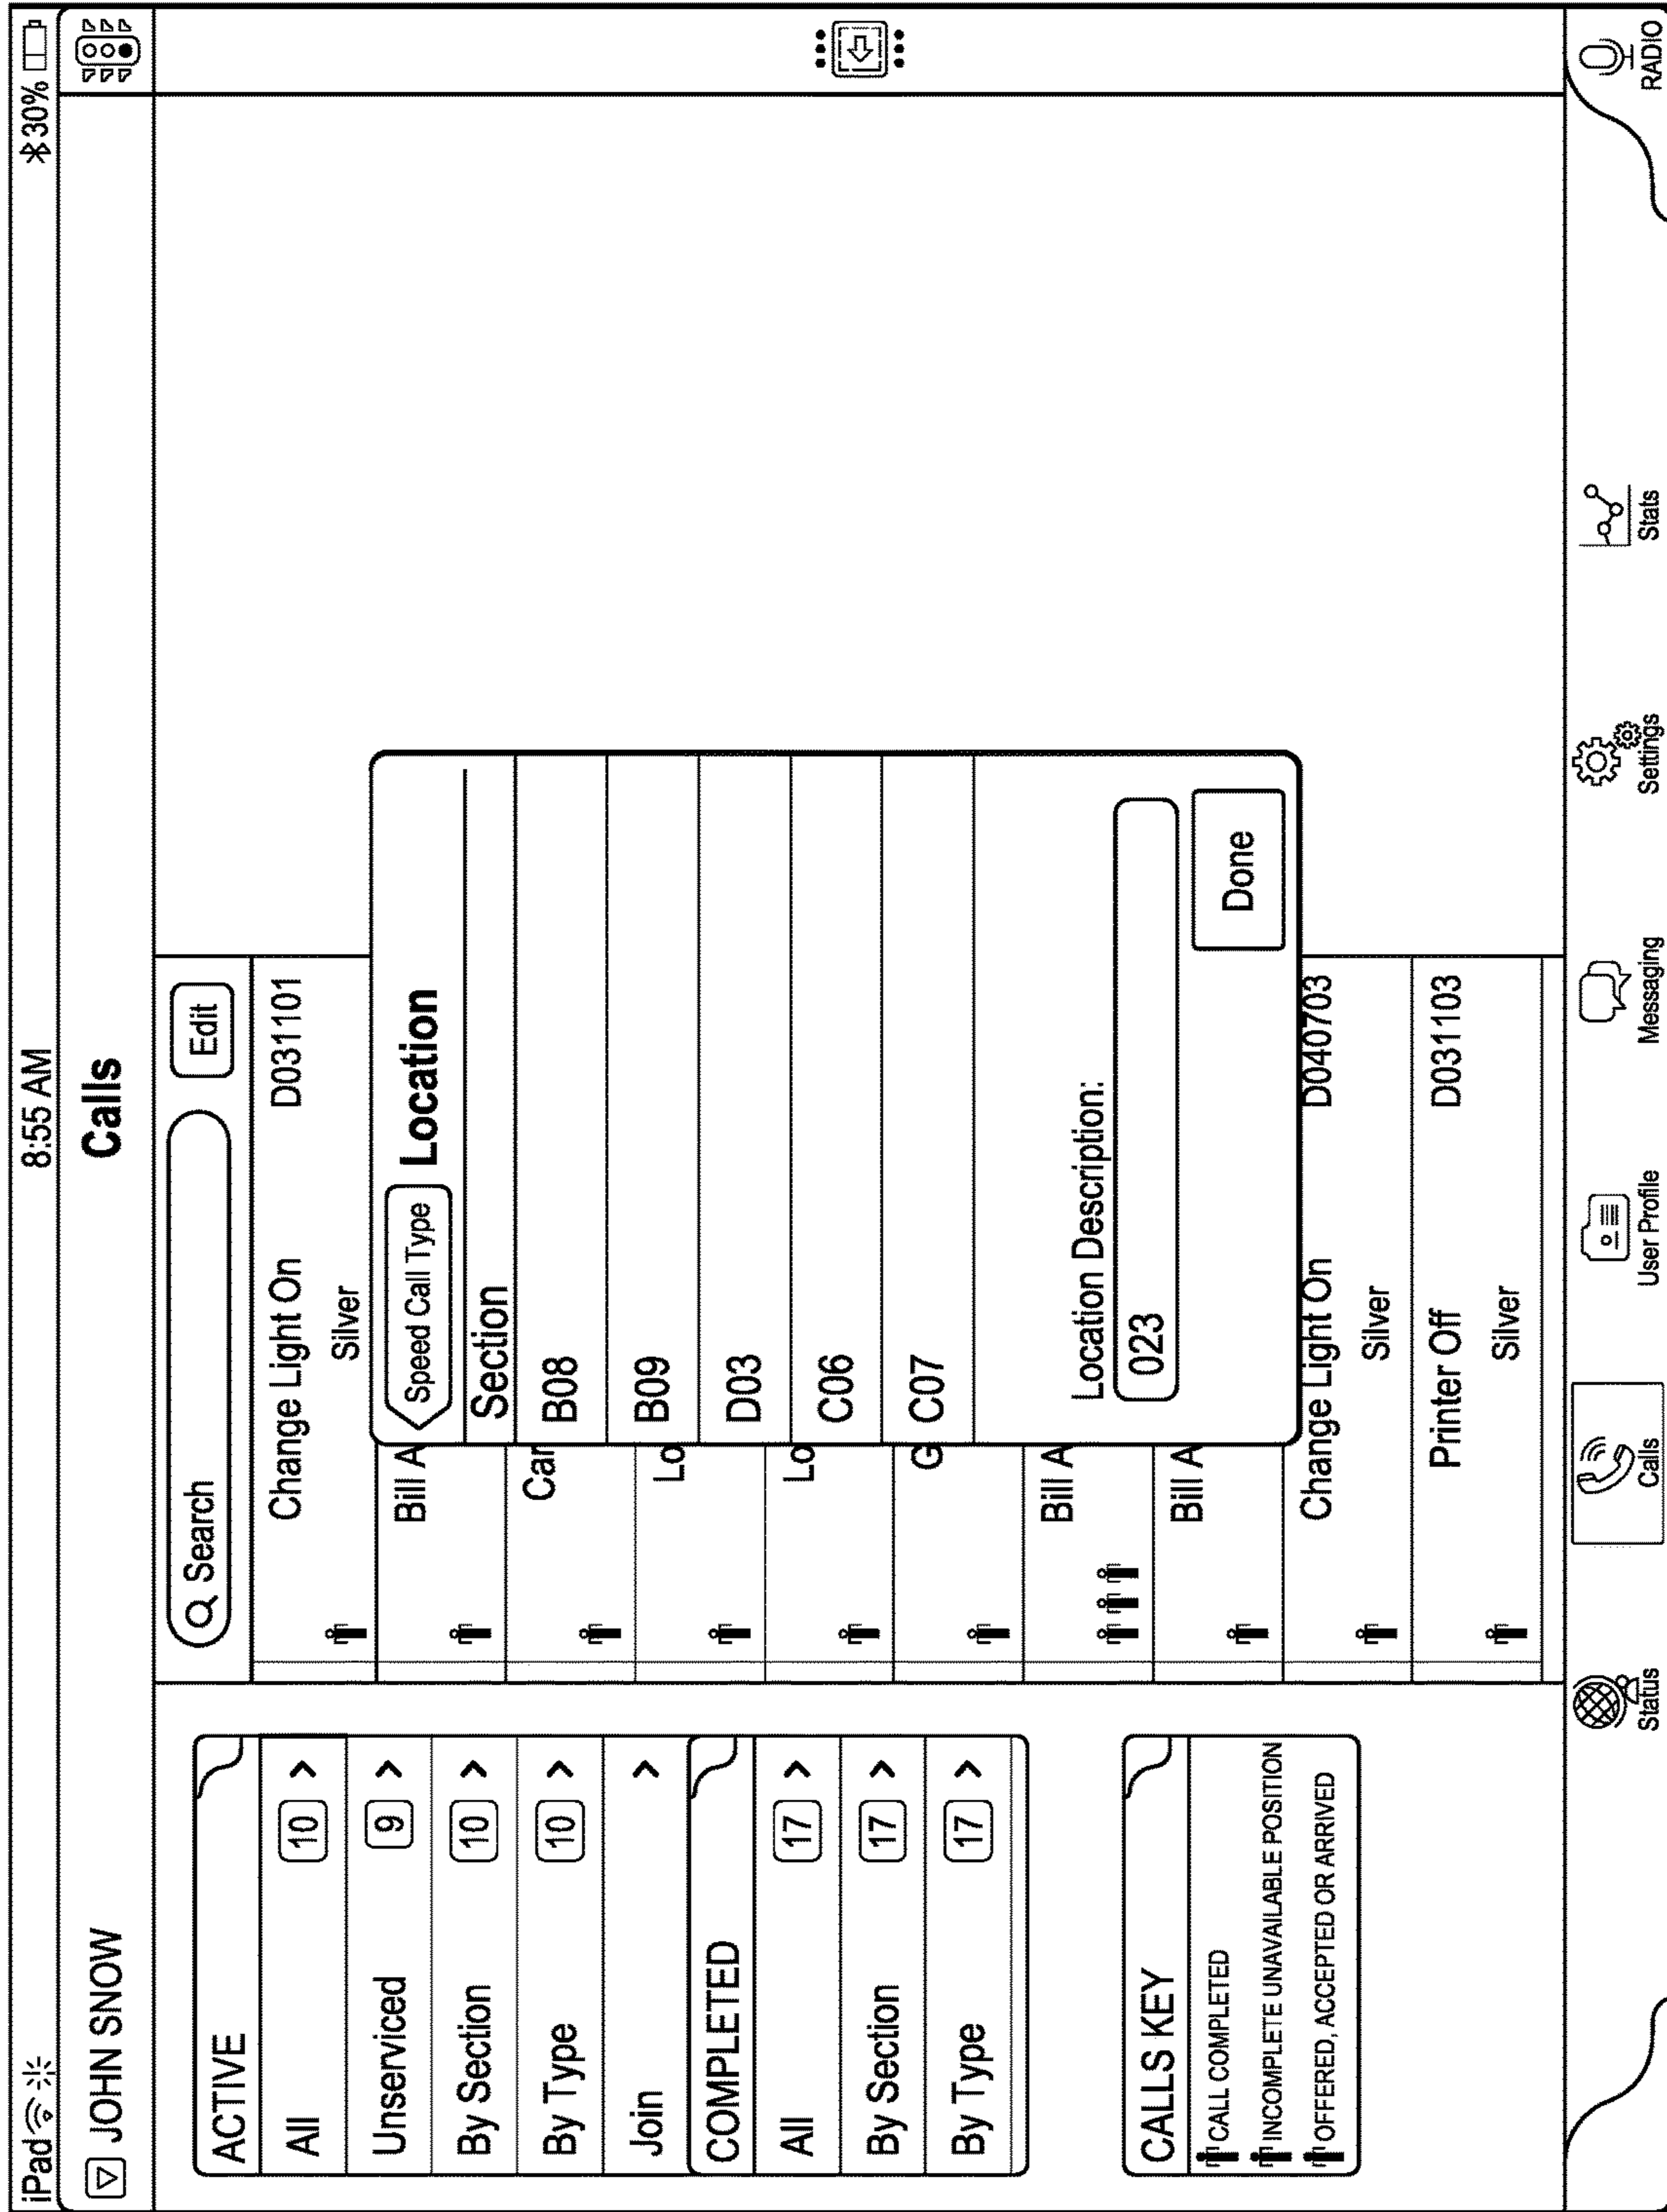 iPad 8:55 AM 30%
JOHN SNOW Calls
Search Edit
ACTIVE
All 10 >
Unserviced 9 >
By Section 10 >
By Type 10 >
Join >
COMPLETED
All 17 >
By Section 17 >
By Type 17 >
CALLS KEY
CALL COMPLETED
INCOMPLETE UNAVAILABLE POSITION
OFFERED, ACCEPTED OR ARRIVED
Change Light On D031101
Silver
Bill A
Car
Lo
Lo
G
Bill A
Bill A
Change Light On D040703
Silver
Printer Off D031103
Silver
Speed Call Type Location
Section
B08
B09
D03
C06
C07
Location Description:
023
Done
Status
Calls
User Profile
Messaging
Settings
Stats
RADIO